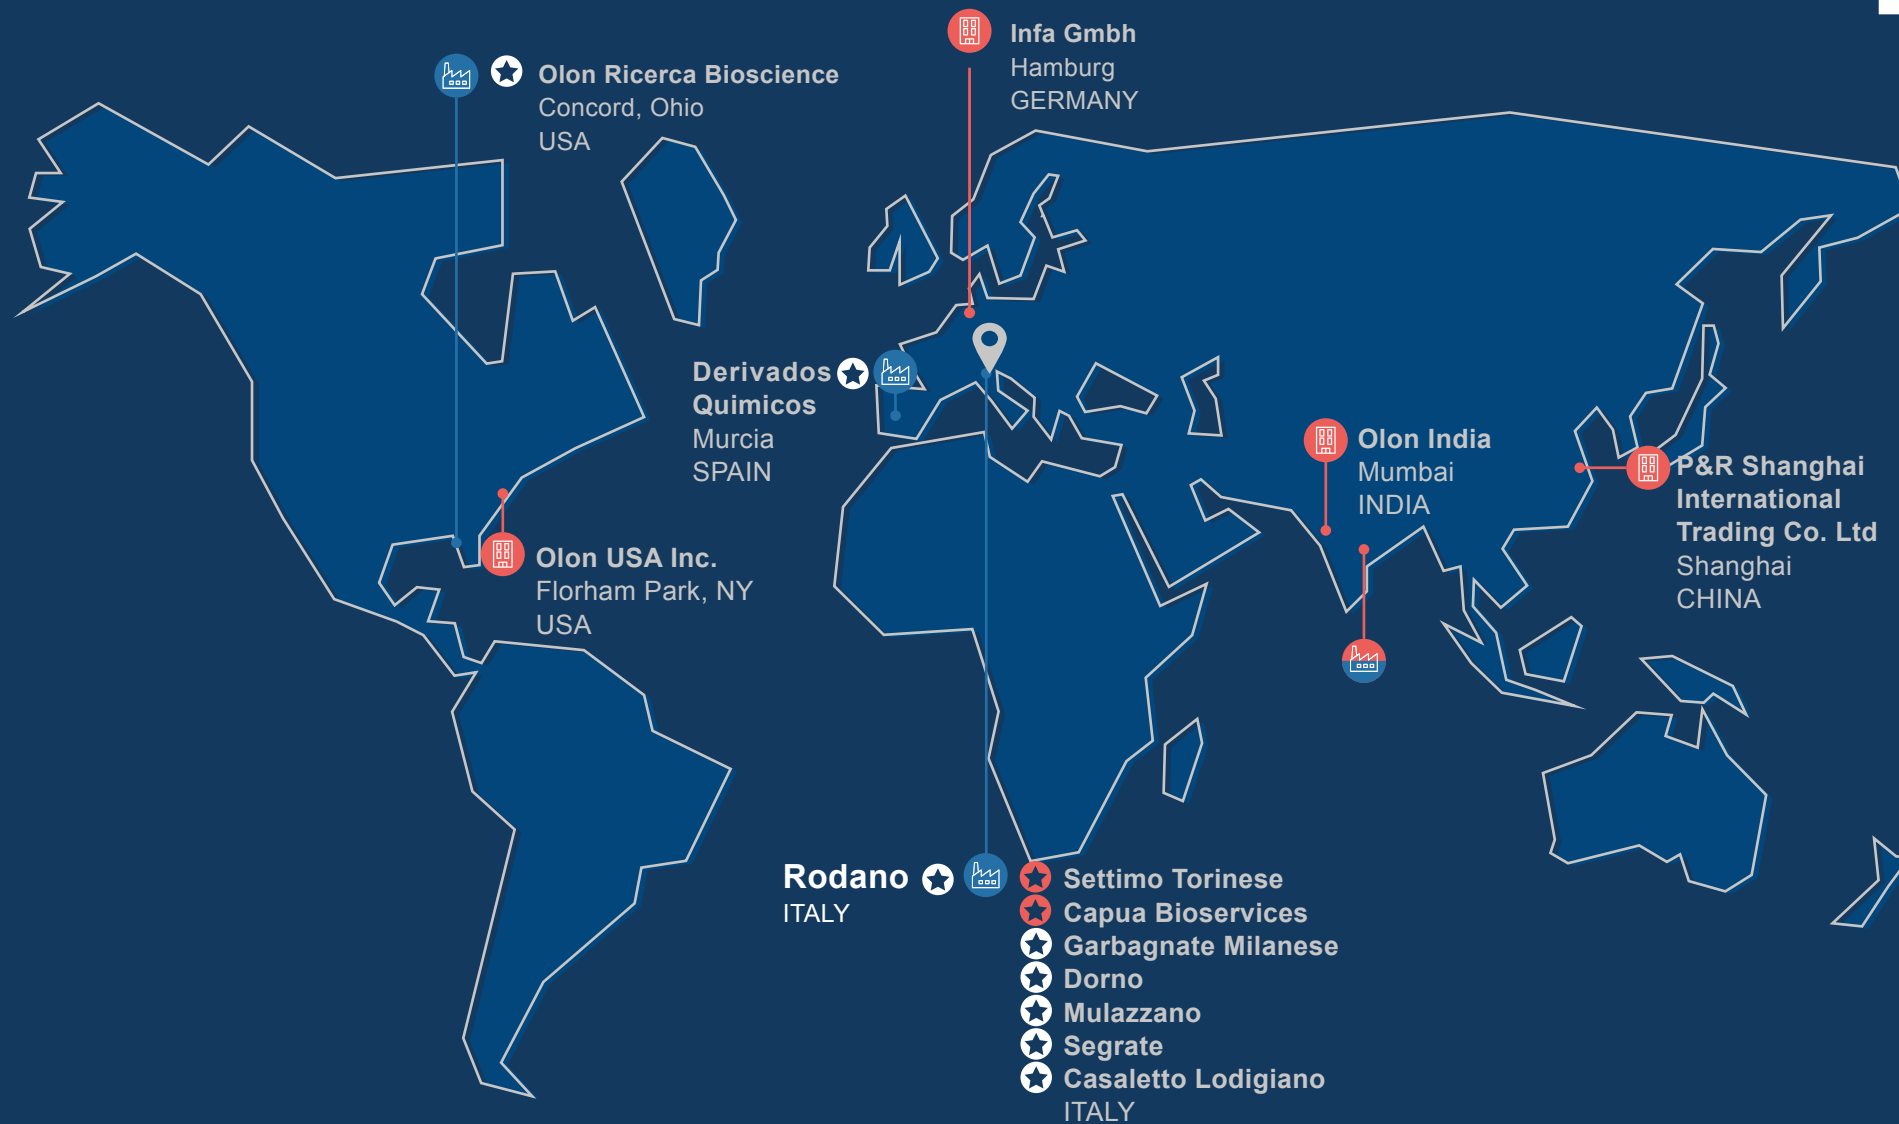 Infa Gmbh
Hamburg
GERMANY
Olon Ricerca Bioscience
Concord, Ohio
USA
Derivados
Quimicos
Murcia
SPAIN
Olon India
Mumbai
INDIA
P&R Shanghai
International
Trading Co. Ltd
Shanghai
CHINA
Olon USA Inc.
Florham Park, NY
USA
Rodano
ITALY
Settimo Torinese
Capua Bioservices
Garbagnate Milanese
Dorno
Mulazzano
Segrate
Casaletto Lodigiano
ITALY